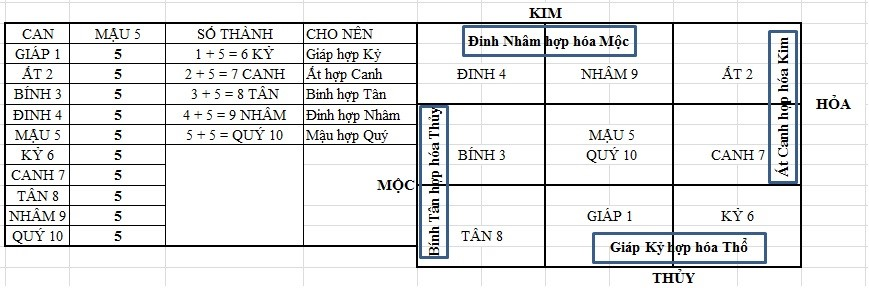 KIM
CAN MẬU 5 SỐ THÀNH CHO NÊN
GIÁP 1 5 1 + 5 = 6 KỶ Giáp hợp Kỷ
ẤT 2 5 2 + 5 = 7 CANH Ất hợp Canh
BÍNH 3 5 3 + 5 = 8 TÂN Bính hợp Tân
ĐINH 4 5 4 + 5 = 9 NHÂM Đinh hợp Nhâm
MẬU 5 5 5 + 5 = QUÝ 10 Mậu hợp Quý
KỶ 6 5
CANH 7 5
TÂN 8 5
NHÂM 9 5
QUÝ 10 5
Đinh Nhâm hợp hóa Mộc
ĐINH 4 NHÂM 9 ẤT 2
Ất Canh hợp hóa Kim
HỎA
MỘC
Bính Tân hợp hóa Thủy
MẬU 5
BÍNH 3 QUÝ 10 CANH 7
GIÁP 1 KỶ 6
TÂN 8
Giáp Kỷ hợp hóa Thổ
THỦY